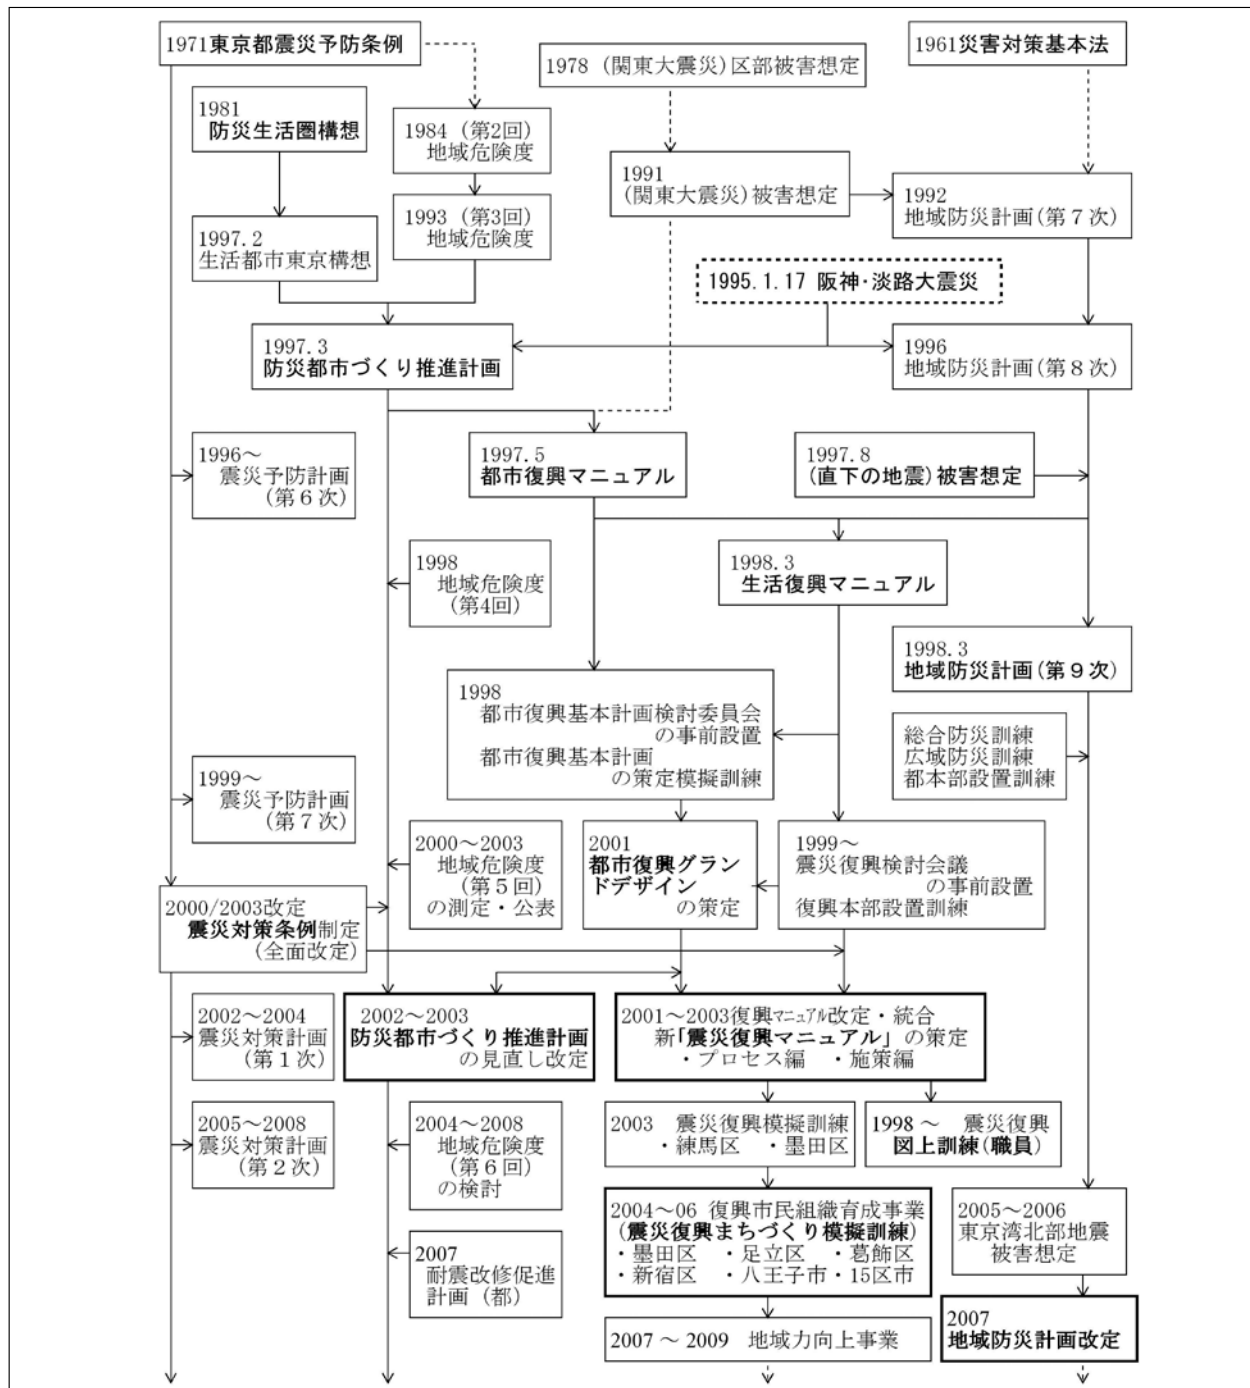 1971東京都震災予防条例
1978 (関東大震災)区部被害想定
1961災害対策基本法
1981
防災生活圏構想
1984 (第2回)
地域危険度
1991
(関東大震災)被害想定
1992
地域防災計画(第７次)
1993 (第3回)
地域危険度
1997.2
生活都市東京構想
1995.1.17 阪神・淡路大震災
1997.3
防災都市づくり推進計画
1996
地域防災計画(第８次)
1996～
震災予防計画
(第６次)
1997.5
都市復興マニュアル
1997.8
(直下の地震)被害想定
1998
地域危険度
(第4回)
1998.3
生活復興マニュアル
1998.3
地域防災計画(第９次)
1998
都市復興基本計画検討委員会
の事前設置
都市復興基本計画
の策定模擬訓練
総合防災訓練
広域防災訓練
都本部設置訓練
1999～
震災予防計画
(第７次)
2000～2003
地域危険度
(第５回)
の測定・公表
2001
都市復興グラン
ドデザイン
の策定
1999～
震災復興検討会議
の事前設置
復興本部設置訓練
2000/2003改定
震災対策条例制定
(全面改定)
2002～2004
震災対策計画
(第１次)
2002～2003
防災都市づくり推進計画
の見直し改定
2001～2003復興マニュアル改定・統合
新「震災復興マニュアル」の策定
・プロセス編　・施策編
2005～2008
震災対策計画
(第２次)
2004～2008
地域危険度
(第６回)
の検討
2003　震災復興模擬訓練
・練馬区　・墨田区
1998～　震災復興
図上訓練(職員)
2004～06 復興市民組織育成事業
(震災復興まちづくり模擬訓練)
・墨田区　・足立区　・葛飾区
・新宿区　・八王子市・15区市
2005～2006
東京湾北部地震
被害想定
2007
耐震改修促進
計画（都）
2007～2009　地域力向上事業
2007
地域防災計画改定